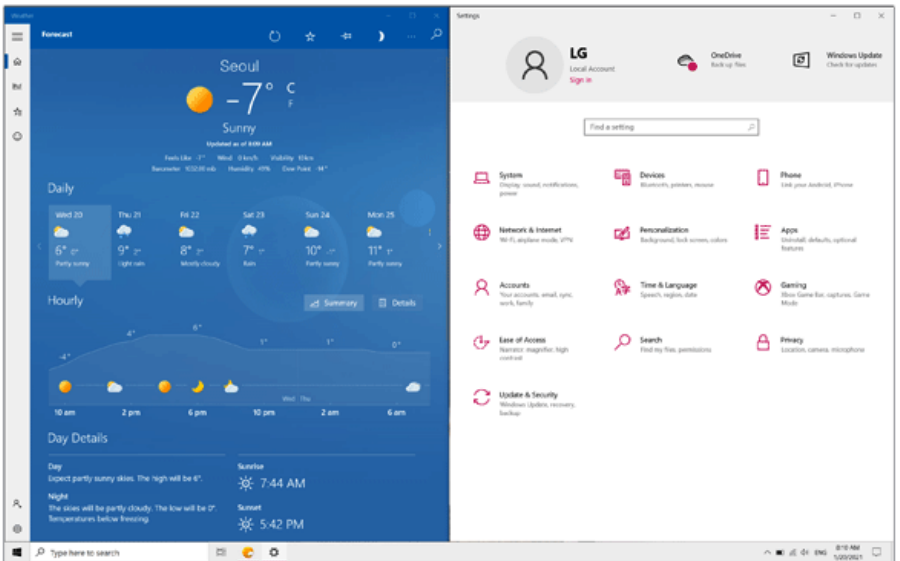 Weather
Forecast
Seoul
-7° C
F
Sunny
Updated as of 8:09 AM
Feels Like -7° Wind 0 km/h Visibility 10 km
Barometer mb Humidity 49% Dew Point -14°
Daily
Wed 20
Thu 21
Fri 22
Sat 23
Sun 24
Mon 25
6°
9°
8°
7°
10°
11°
Partly sunny
Light rain
Mostly cloudy
Rain
Partly sunny
Partly sunny
Hourly
Summary
Details
-4°
4°
6°
1°
1°
0°
Wed Thu
10 am
2 pm
6 pm
10 pm
2 am
6 am
Day Details
Day
Expect partly sunny skies. The high will be 6°.
Night
The skies will be partly cloudy. The low will be 0°.
Temperatures below freezing.
Sunrise
7:44 AM
Sunset
5:42 PM
Settings
LG
Local Account
Sign in
OneDrive
Back up files
Windows Update
Check for updates
Find a setting
System
Display, sound, notifications,
power
Devices
Bluetooth, printers, mouse
Phone
Link your Android, iPhone
Network & Internet
Wi-Fi, airplane mode, VPN
Personalization
Background, lock screen, colors
Apps
Uninstall, defaults, optional
features
Accounts
Your accounts, email, sync,
work, family
Time & Language
Speech, region, date
Gaming
Xbox Game Bar, captures, Game
Mode
Ease of Access
Narrator, magnifier, high
contrast
Search
Find my files, permissions
Privacy
Location, camera, microphone
Update & Security
Windows Update, recovery,
backup
Type here to search
ENG
8:10 AM
1/20/2021